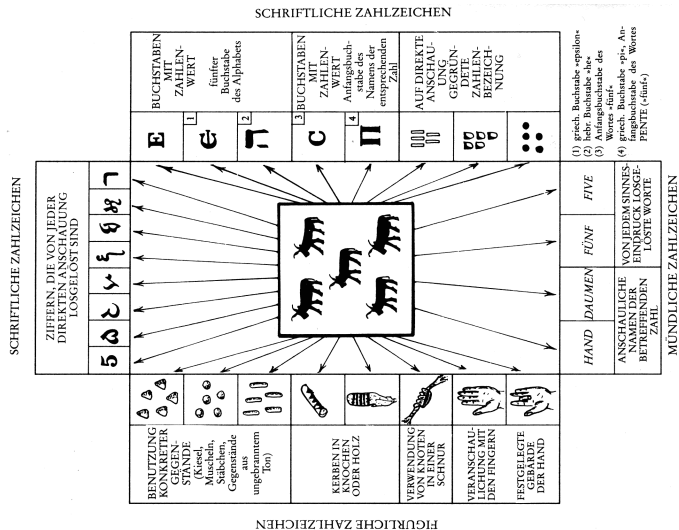 SCHRIFTLICHE ZAHLZEICHEN
BUCHSTABEN
MIT
ZAHLEN-
WERT
fünfter
Buchstabe
des Alphabets
BUCHSTABEN
MIT
ZAHLEN-
WERT
Anfangsbuch-
stabe des
Namens der
entsprechenden
Zahl
AUF DIREKTE
ANSCHAU-
UNG
GEGRÜN-
DETE
ZAHLEN-
BEZEICH-
NUNG
E
1
Є
2
ה
3
C
4
Π
(1) griech. Buchstabe »epsilon«
(2) hebr. Buchstabe »he«
(3) Anfangsbuchstabe des
Wortes »fünf«
(4) griech. Buchstabe »pi«, An-
fangsbuchstabe des Wortes
PENTE (»fünf«)
SCHRIFTLICHE ZAHLZEICHEN
ZIFFERN, DIE VON JEDER
DIREKTEN ANSCHAUUNG
LOSGELÖST SIND
5
HAND
DAUMEN
FÜNF
FIVE
ANSCHAULICHE
NAMEN DER
BETREFFENDEN
ZAHL
VON JEDEM SINNES-
EINDRUCK LOSGE-
LÖSTE WORTE
MÜNDLICHE ZAHLZEICHEN
BENUTZUNG
KONKRETER
GEGEN-
STÄNDE
(Kiesel,
Muscheln,
Stäbchen,
Gegenstände
aus
ungebranntem
Ton)
KERBEN IN
KNOCHEN
ODER HOLZ
VERWENDUNG
VON KNOTEN
IN EINER
SCHNUR
VERANSCHAU-
LICHUNG MIT
DEN FINGERN
FESTGELEGTE
GEBÄRDE
DER HAND
FIGÜRLICHE ZAHLZEICHEN